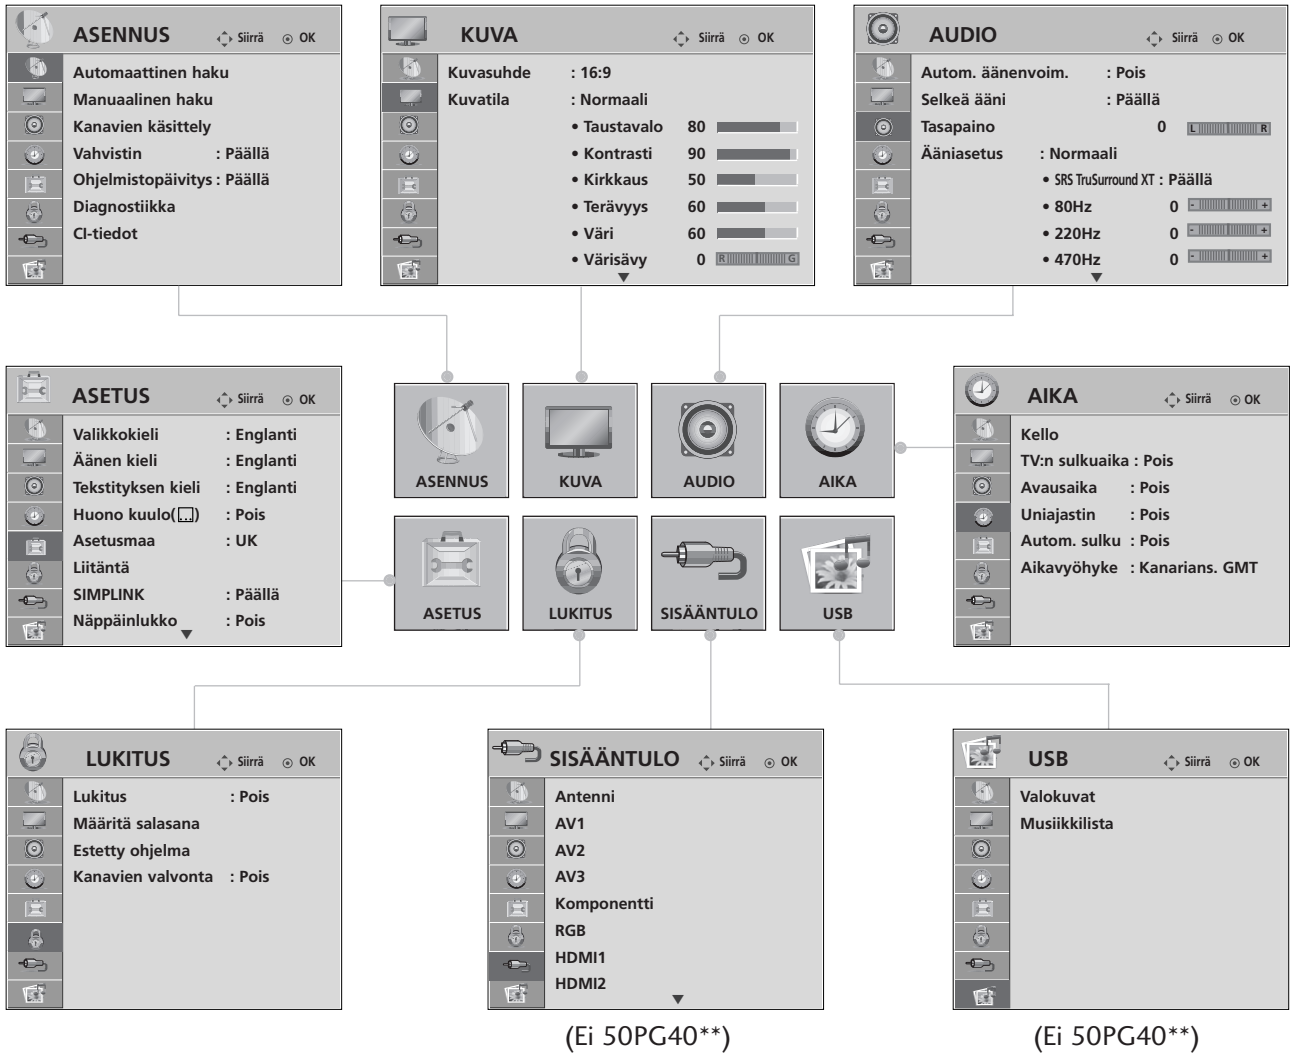 ASENNUS Siirrä OK
Automaattinen haku
Manuaalinen haku
Kanavien käsittely
Vahvistin : Päällä
Ohjelmistopäivitys : Päällä
Diagnostiikka
CI-tiedot
KUVA Siirrä OK
Kuvasuhde : 16:9
Kuvatila : Normaali
• Taustavalo 80
• Kontrasti 90
• Kirkkaus 50
• Terävyys 60
• Väri 60
• Värisävy 0 R G
AUDIO Siirrä OK
Autom. äänenvoim. : Pois
Selkeä ääni : Päällä
Tasapaino 0 L R
Ääniasetus : Normaali
• SRS TruSurround XT : Päällä
• 80Hz 0 - +
• 220Hz 0 - +
• 470Hz 0 - +
ASETUS Siirrä OK
Valikkokieli : Englanti
Äänen kieli : Englanti
Tekstityksen kieli : Englanti
Huono kuulo(...) : Pois
Asetusmaa : UK
Liitäntä
SIMPLINK : Päällä
Näppäinlukko : Pois
ASENNUS
KUVA
AUDIO
AIKA
ASETUS
LUKITUS
SISÄÄNTULO
USB
AIKA Siirrä OK
Kello
TV:n sulkuaika : Pois
Avausaika : Pois
Uniajastin : Pois
Autom. sulku : Pois
Aikavyöhyke : Kanarians. GMT
LUKITUS Siirrä OK
Lukitus : Pois
Määritä salasana
Estetty ohjelma
Kanavien valvonta : Pois
SISÄÄNTULO Siirrä OK
Antenni
AV1
AV2
AV3
Komponentti
RGB
HDMI1
HDMI2
(Ei 50PG40**)
USB Siirrä OK
Valokuvat
Musiikkilista
(Ei 50PG40**)